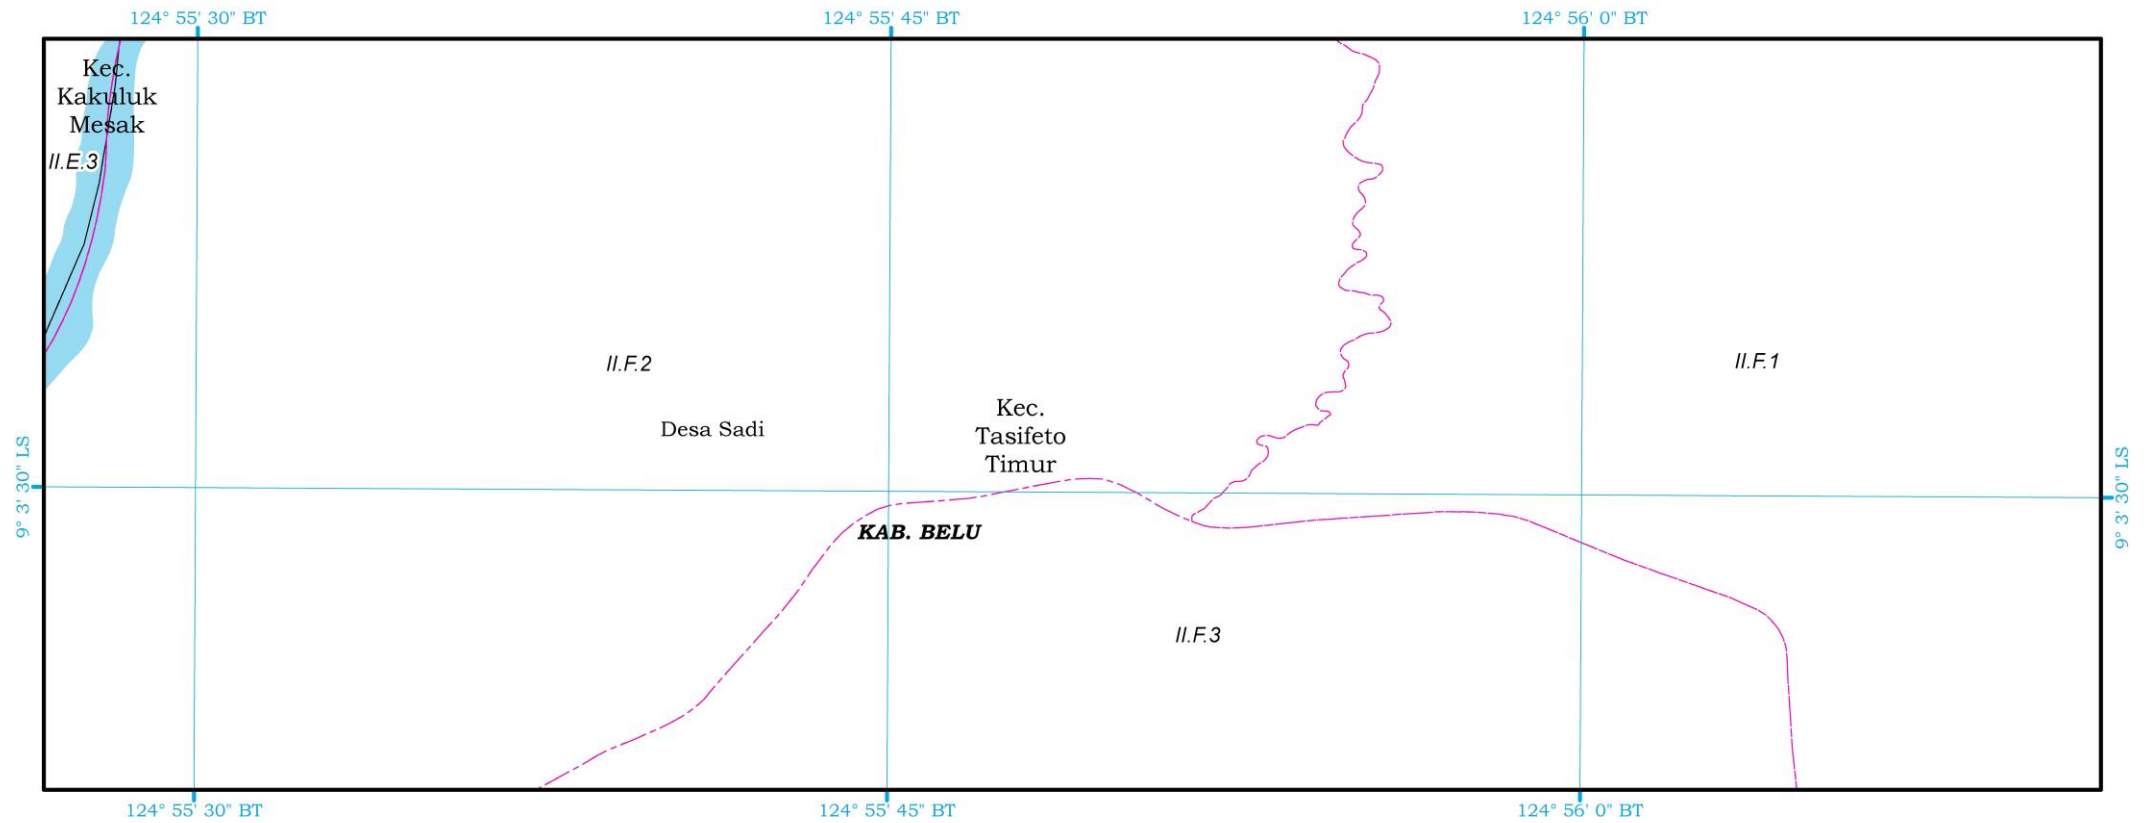 124° 55' 30" BT
124° 55' 45" BT
124° 56' 0" BT
Kec.
Kakuluk
Mesak
II.E.3
II.F.2
II.F.1
Desa Sadi
Kec.
Tasifeto
Timur
9° 3' 30" LS
9° 3' 30" LS
KAB. BELU
II.F.3
124° 55' 30" BT
124° 55' 45" BT
124° 56' 0" BT